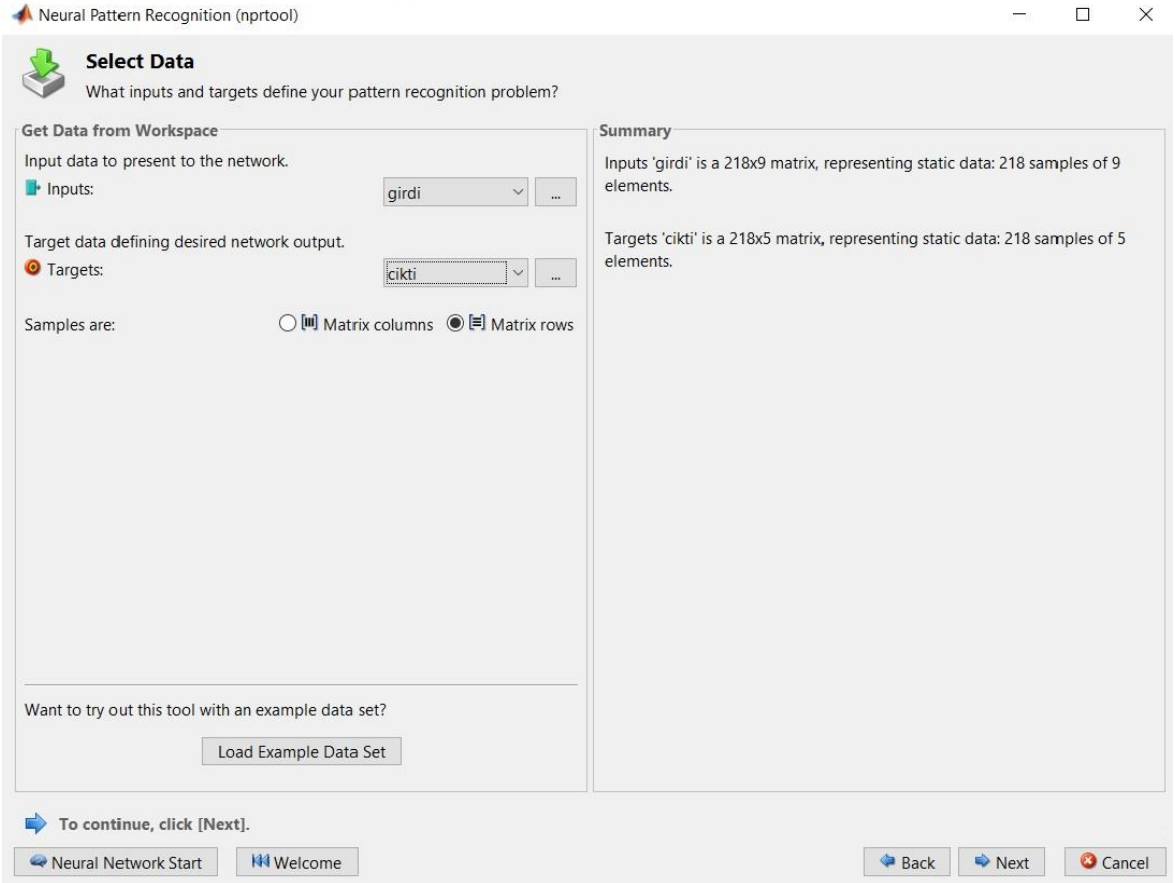 Neural Pattern Recognition (nprtool)
Select Data
What inputs and targets define your pattern recognition problem?
Get Data from Workspace
Input data to present to the network.
Inputs:
girdi
...
Target data defining desired network output.
Targets:
cikti
...
Samples are:
Matrix columns
Matrix rows
Want to try out this tool with an example data set?
Load Example Data Set
Summary
Inputs 'girdi' is a 218x9 matrix, representing static data: 218 samples of 9
elements.
Targets 'cikti' is a 218x5 matrix, representing static data: 218 samples of 5
elements.
To continue, click [Next].
Neural Network Start
Welcome
Back
Next
Cancel